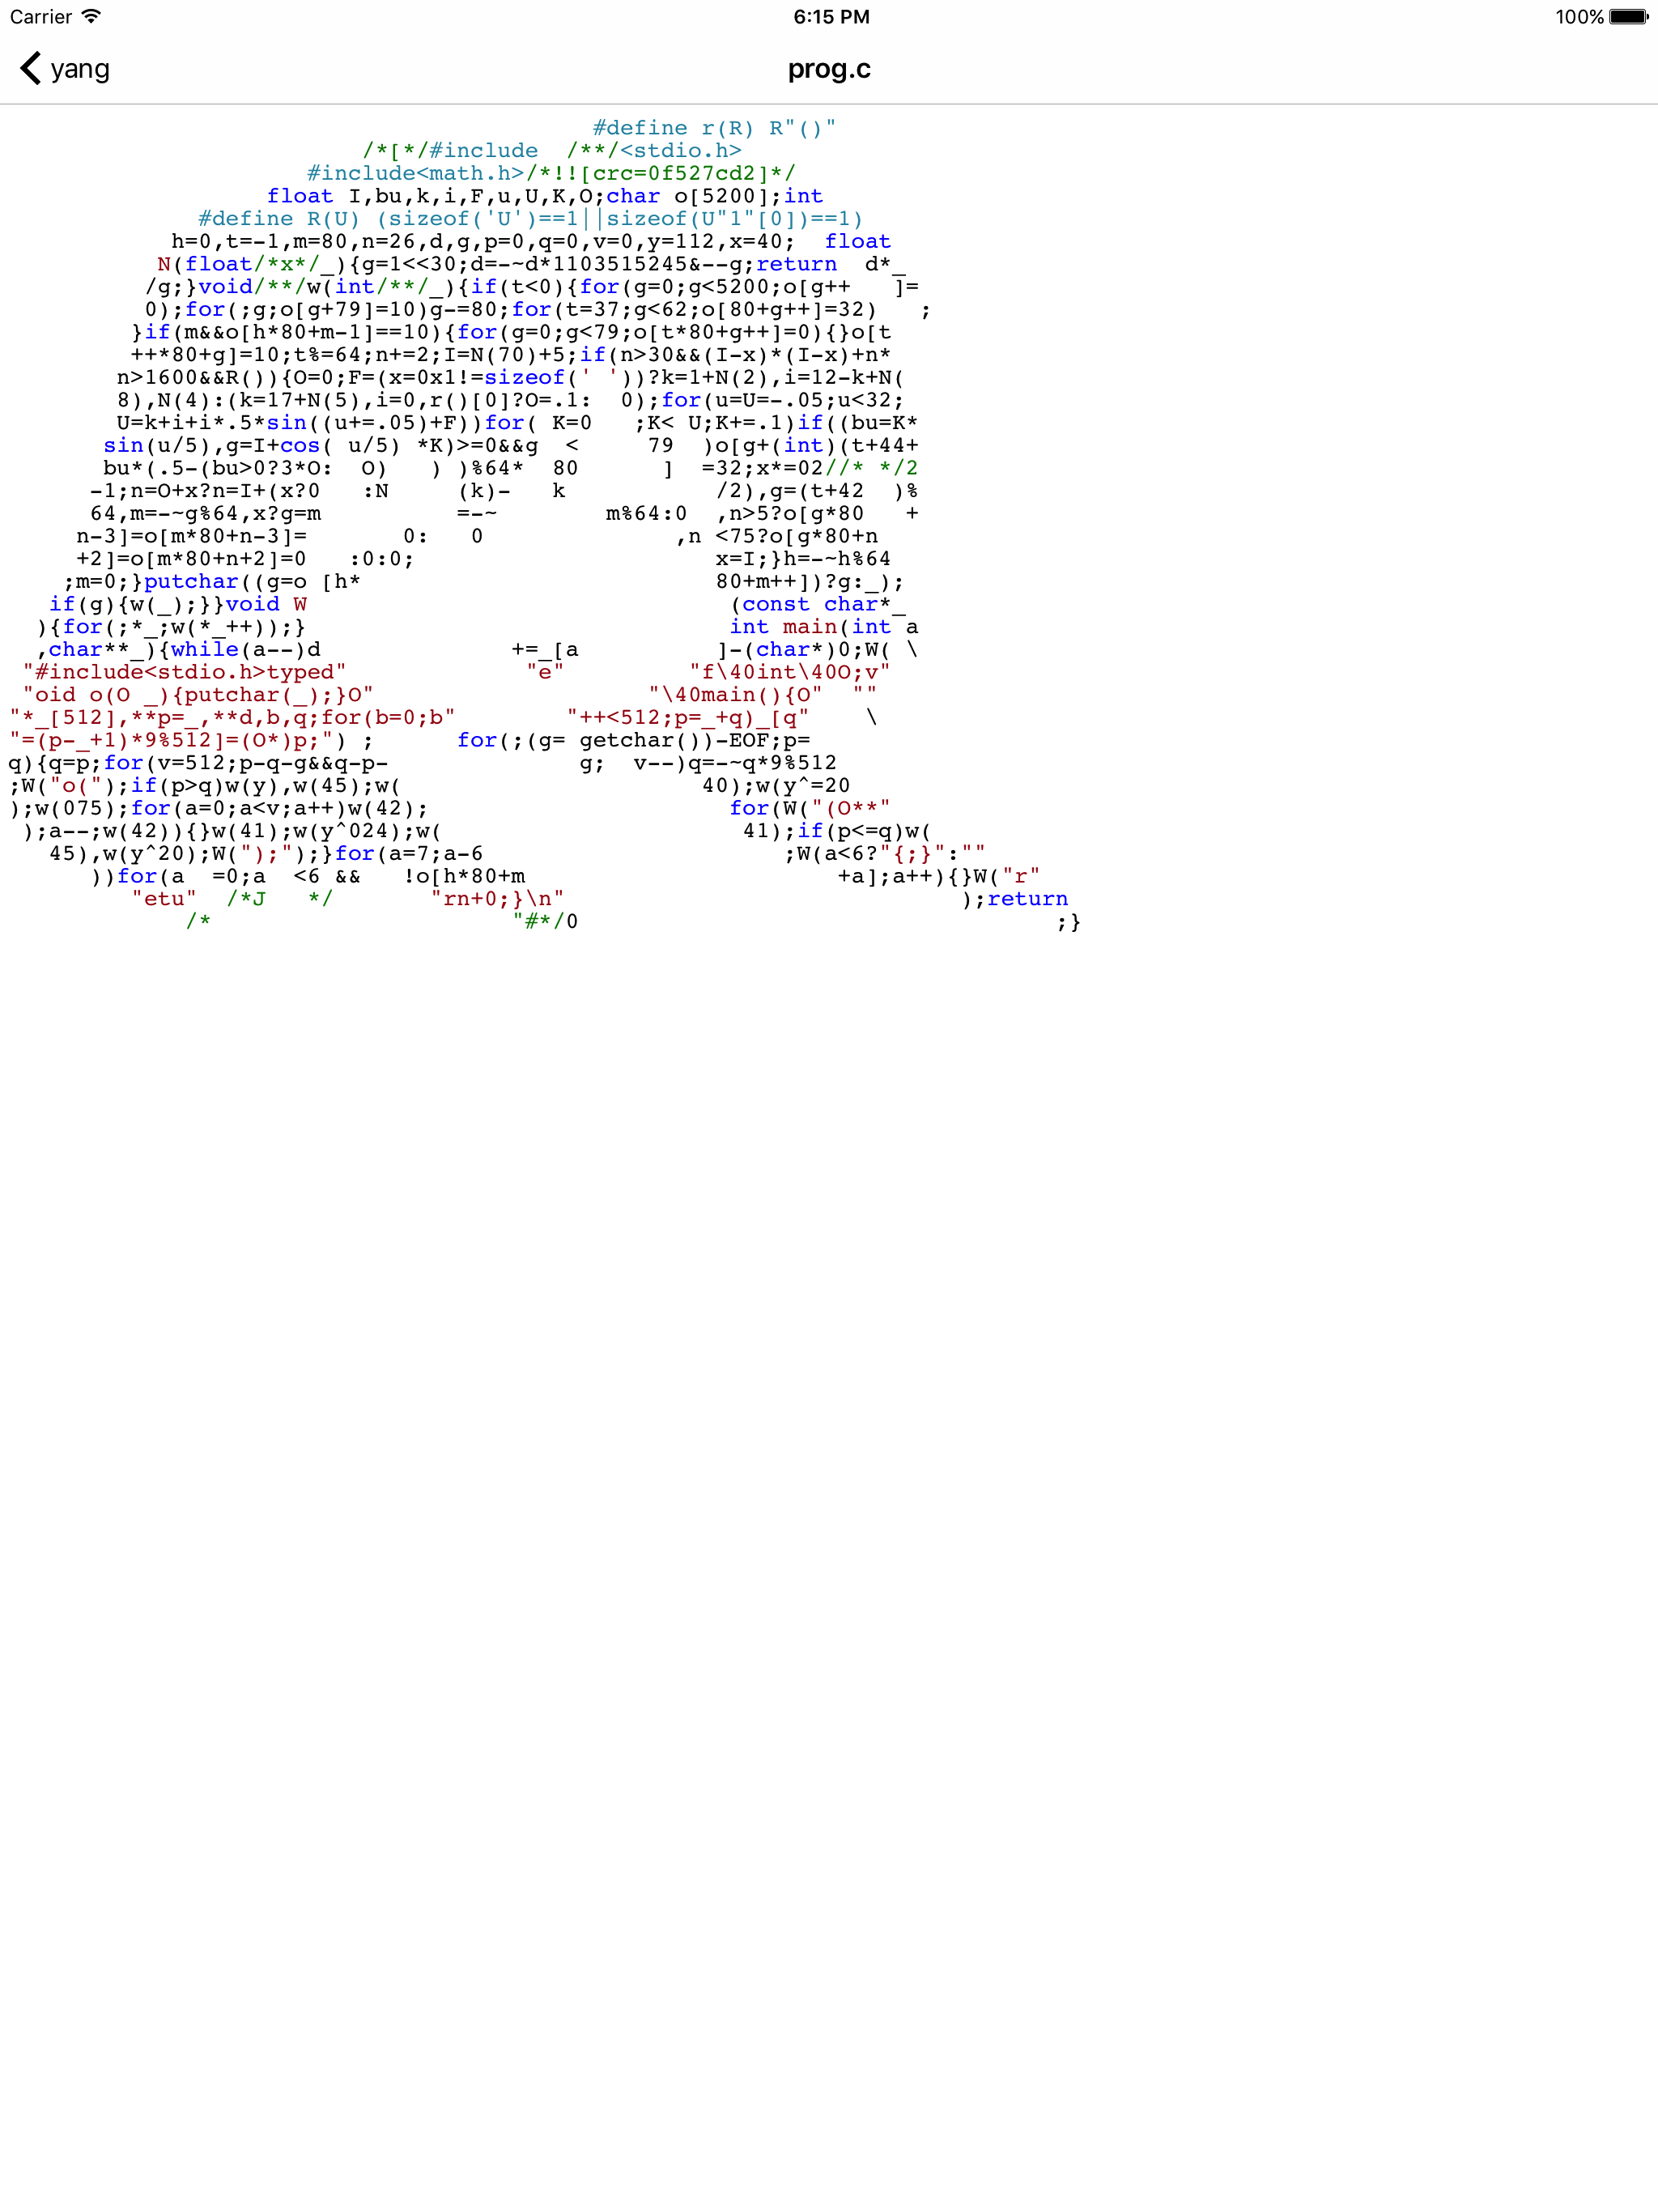 Carrier 6:15 PM 100%
yang prog.c
                                           #define r(R) R"()"
                          /*[*/#include  /**/<stdio.h>
                      #include<math.h>/*!![crc=0f527cd2]*/
                   float I,bu,k,i,F,u,U,K,O;char o[5200];int
              #define R(U) (sizeof('U')==1||sizeof(U"1"[0])==1)
            h=0,t=-1,m=80,n=26,d,g,p=0,q=0,v=0,y=112,x=40;  float
           N(float/*x*/_){g=1<<30;d=-~d*1103515245&--g;return  d*_
          /g;}void/**/w(int/**/_){if(t<0){for(g=0;g<5200;o[g++   ]=
          0);for(;g;o[g+79]=10)g-=80;for(t=37;g<62;o[80+g++]=32)   ;
         }if(m&&o[h*80+m-1]==10){for(g=0;g<79;o[t*80+g++]=0){}o[t
         ++*80+g]=10;t%=64;n+=2;I=N(70)+5;if(n>30&&(I-x)*(I-x)+n*
        n>1600&&R()){O=0;F=(x=0x1!=sizeof(' '))?k=1+N(2),i=12-k+N(
        8),N(4):(k=17+N(5),i=0,r()[0]?O=.1:  0);for(u=U=-.05;u<32;
        U=k+i+i*.5*sin((u+=.05)+F))for( K=0   ;K< U;K+=.1)if((bu=K*
       sin(u/5),g=I+cos( u/5) *K)>=0&&g  <     79  )o[g+(int)(t+44+
       bu*(.5-(bu>0?3*O:  O)   ) )%64*  80      ]  =32;x*=02//* */2
      -1;n=O+x?n=I+(x?0   :N     (k)-   k           /2),g=(t+42  )%
      64,m=-~g%64,x?g=m          =-~        m%64:0  ,n>5?o[g*80   +
     n-3]=o[m*80+n-3]=       0:   0              ,n <75?o[g*80+n
     +2]=o[m*80+n+2]=0   :0:0;                      x=I;}h=-~h%64
    ;m=0;}putchar((g=o [h*                          80+m++])?g:_);
   if(g){w(_);}}void W                               (const char*_
  ){for(;*_;w(*_++));}                               int main(int a
  ,char**_){while(a--)d              +=_[a          ]-(char*)0;W( \
 "#include<stdio.h>typed"             "e"         "f\40int\40O;v"
 "oid o(O _){putchar(_);}O"                    "\40main(){O"  ""
"*_[512],**p=_,**d,b,q;for(b=0;b"        "++<512;p=_+q)_[q"    \
"=(p-_+1)*9%512]=(O*)p;") ;      for(;(g= getchar())-EOF;p=
q){q=p;for(v=512;p-q-g&&q-p-              g;  v--)q=-~q*9%512
;W("o(");if(p>q)w(y),w(45);w(                      40);w(y^=20
);w(075);for(a=0;a<v;a++)w(42);                      for(W("(O**"
 );a--;w(42)){}w(41);w(y^024);w(                      41);if(p<=q)w(
   45),w(y^20);W(");");}for(a=7;a-6                      ;W(a<6?"{;}":""
      ))for(a  =0;a  <6 &&   !o[h*80+m                       +a];a++){}W("r"
         "etu"  /*J   */       "rn+0;}\n"                             );return
             /*                      "#*/0                                   ;}